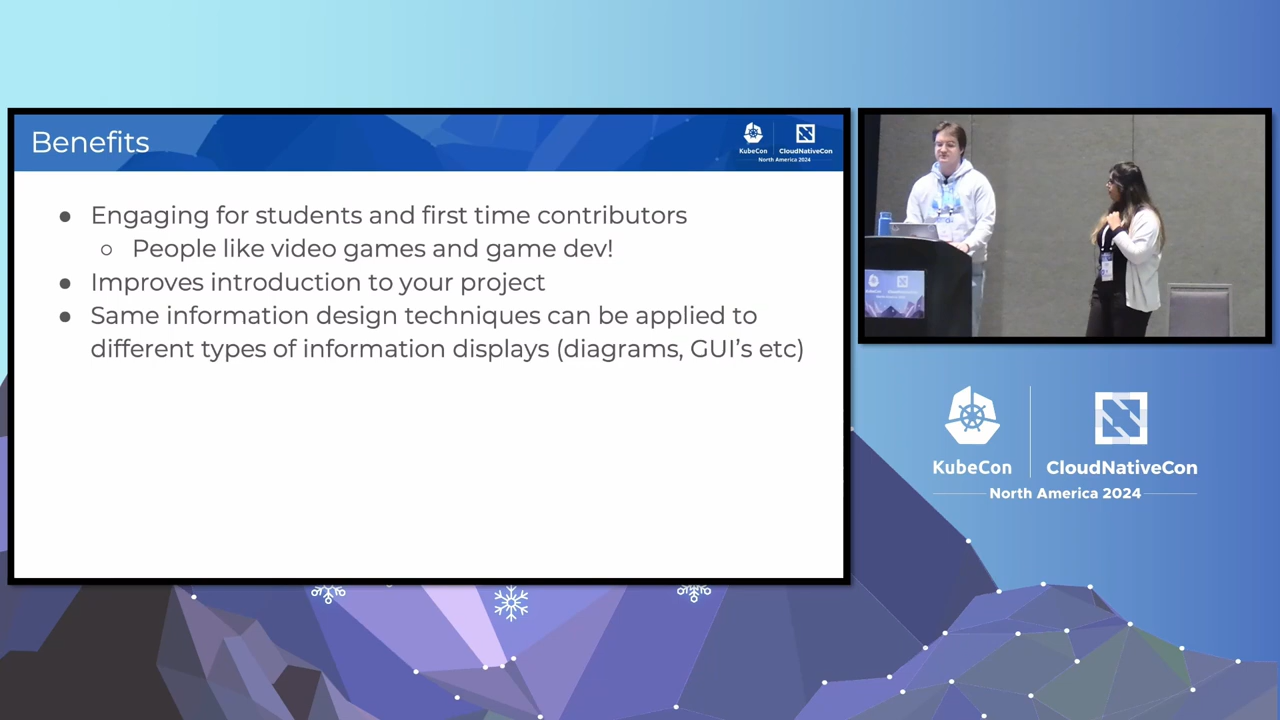 Benefits
KubeCon
CloudNativeCon
North America 2024
● Engaging for students and first time contributors
○ People like video games and game dev!
● Improves introduction to your project
● Same information design techniques can be applied to
different types of information displays (diagrams, GUI's etc)
KubeCon
CloudNativeCon
North America 2024